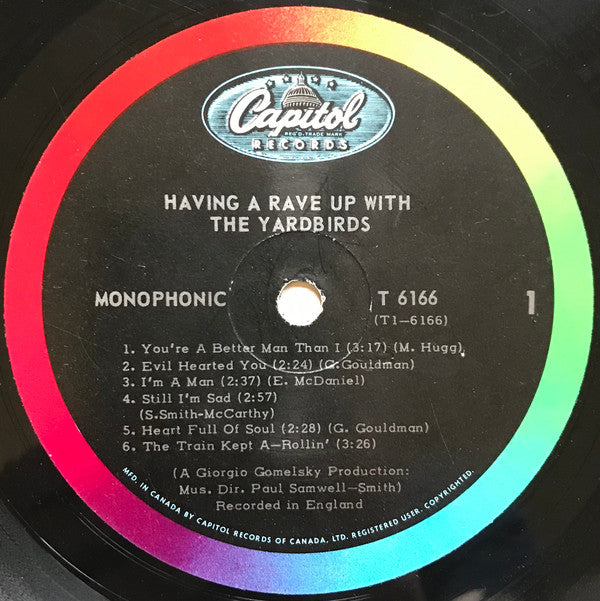 Capitol
REG'D. TRADE MARK
RECORDS
HAVING A RAVE UP WITH
THE YARDBIRDS
MONOPHONIC
T 6166
1
(T1-6166)
1. You're A Better Man Than I (3:17) (M. Hugg)
2. Evil Hearted You (2:24) (G. Gouldman)
3. I'm A Man (2:37) (E. McDaniel)
4. Still I'm Sad (2:57)
(S.Smith-McCarthy)
5. Heart Full Of Soul (2:28) (G. Gouldman)
6. The Train Kept A-Rollin' (3:26)
(A Giorgio Gomelsky Production:
Mus. Dir. Paul Samwell-Smith)
Recorded in England
MFD. IN CANADA BY CAPITOL RECORDS OF CANADA, LTD. REGISTERED USER. COPYRIGHTED.